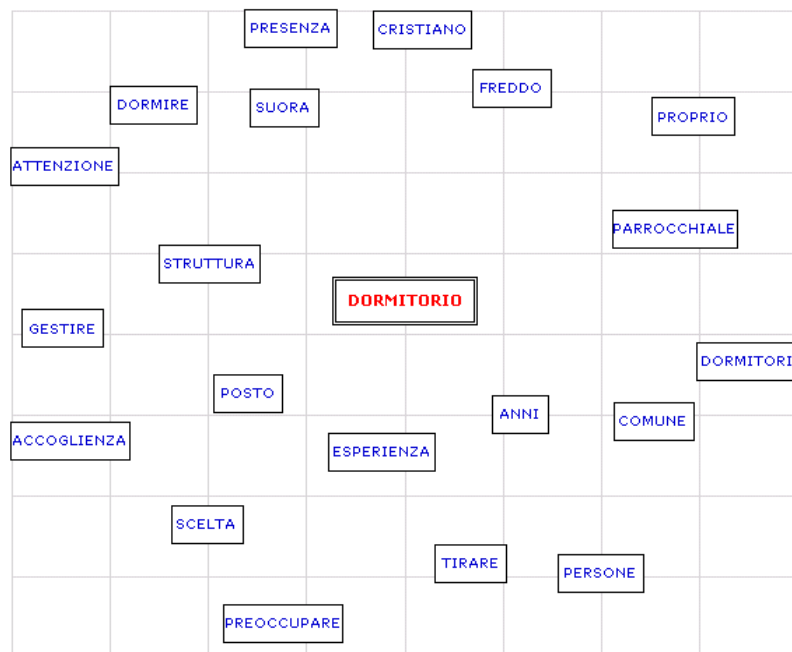 PRESENZA
CRISTIANO
FREDDO
DORMIRE
SUORA
PROPRIO
ATTENZIONE
PARROCCHIALE
STRUTTURA
DORMITORIO
GESTIRE
DORMITORI
POSTO
ANNI
COMUNE
ACCOGLIENZA
ESPERIENZA
SCELTA
TIRARE
PERSONE
PREOCCUPARE